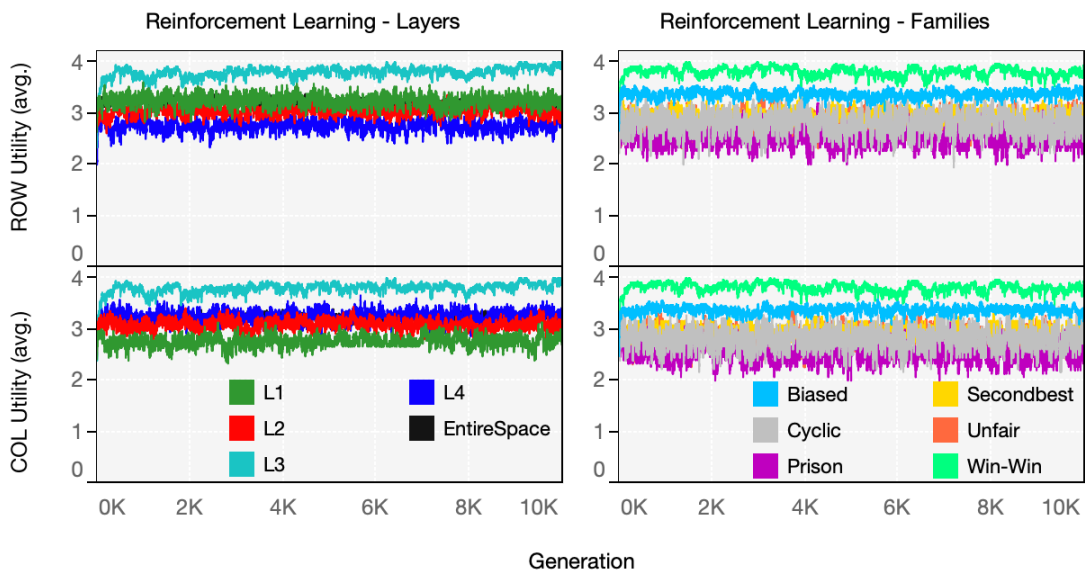 Reinforcement Learning - Layers
Reinforcement Learning - Families
ROW Utility (avg.)
4
3
2
1
0
4
3
2
1
0
COL Utility (avg.)
4
3
2
1
0
4
3
2
1
0
L1
L2
L3
L4
EntireSpace
Biased
Cyclic
Prison
Secondbest
Unfair
Win-Win
0K 2K 4K 6K 8K 10K
0K 2K 4K 6K 8K 10K
Generation